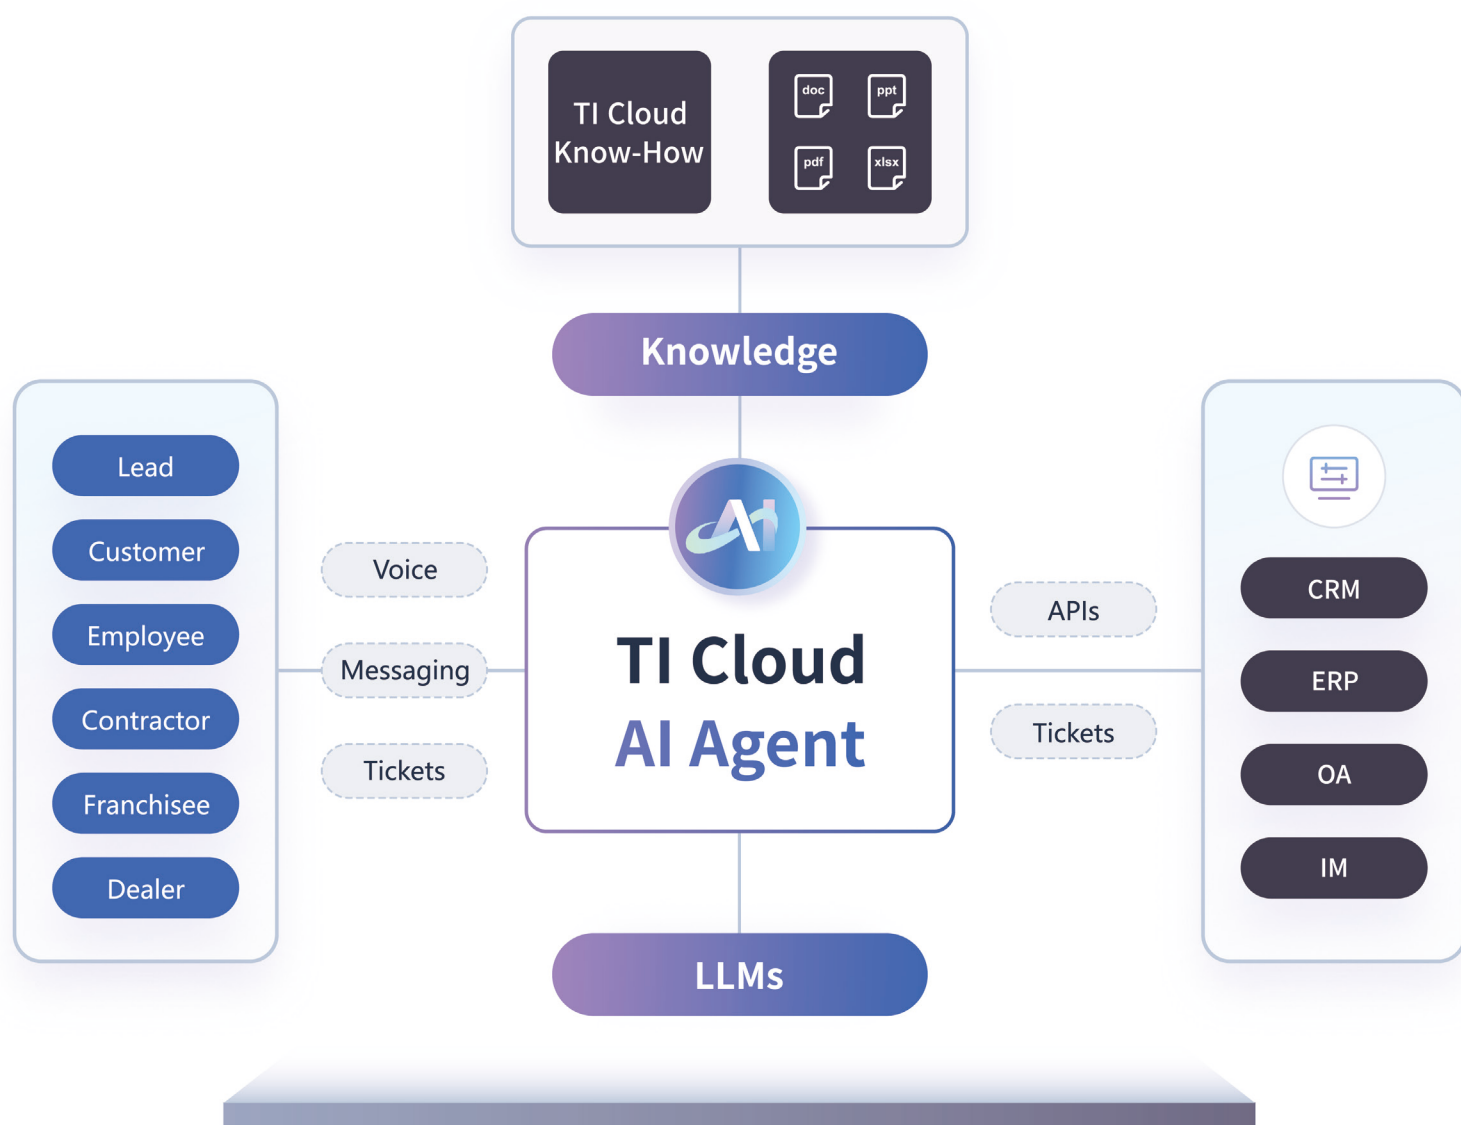 TI Cloud
Know-How
doc
ppt
pdf
xlsx
Knowledge
Lead
Customer
Employee
Contractor
Franchisee
Dealer
Voice
Messaging
Tickets
AI
TI Cloud
AI Agent
APIs
Tickets
CRM
ERP
OA
IM
LLMs